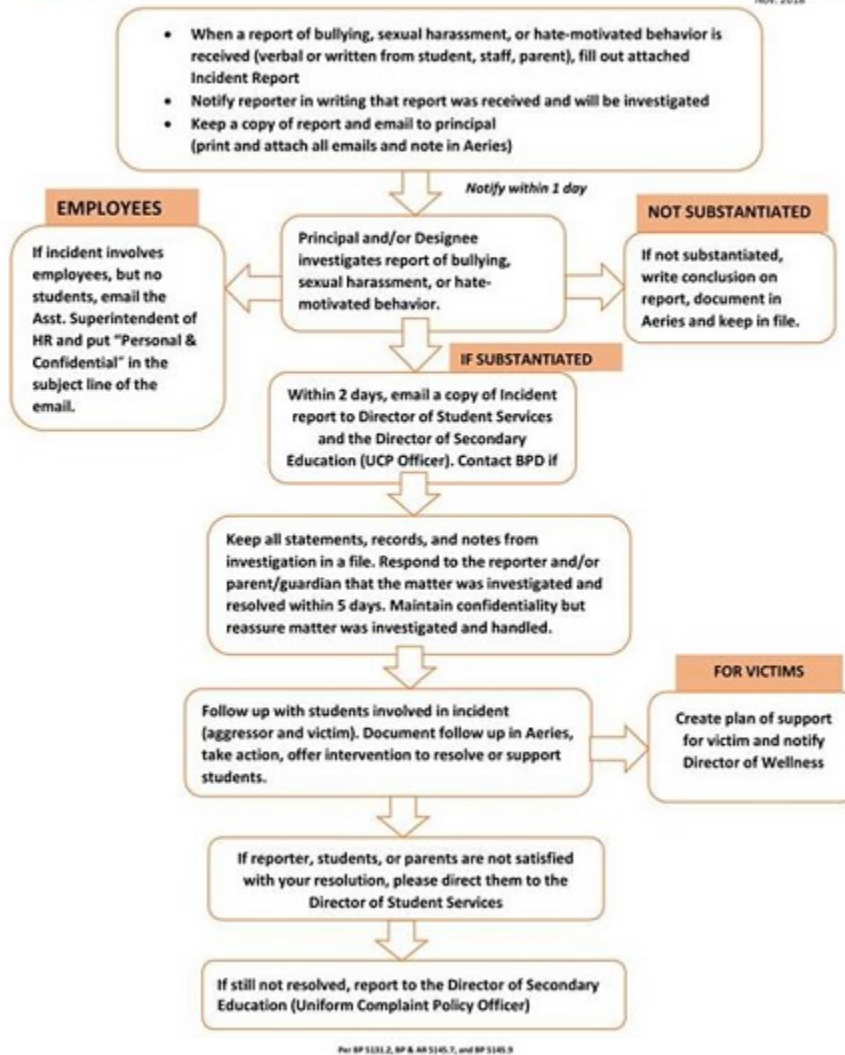 Nov. 2018
• When a report of bullying, sexual harassment, or hate-motivated behavior is
received (verbal or written from student, staff, parent), fill out attached
Incident Report
• Notify reporter in writing that report was received and will be investigated
• Keep a copy of report and email to principal
(print and attach all emails and note in Aeries)
Notify within 1 day
EMPLOYEES
If incident involves
employees, but no
students, email the
Asst. Superintendent of
HR and put "Personal &
Confidential" in the
subject line of the
email.
Principal and/or Designee
investigates report of bullying,
sexual harassment, or hate-
motivated behavior.
NOT SUBSTANTIATED
If not substantiated,
write conclusion on
report, document in
Aeries and keep in file.
IF SUBSTANTIATED
Within 2 days, email a copy of Incident
report to Director of Student Services
and the Director of Secondary
Education (UCP Officer). Contact BPD if
Keep all statements, records, and notes from
investigation in a file. Respond to the reporter and/or
parent/guardian that the matter was investigated and
resolved within 5 days. Maintain confidentiality but
reassure matter was investigated and handled.
Follow up with students involved in incident
(aggressor and victim). Document follow up in Aeries,
take action, offer intervention to resolve or support
students.
FOR VICTIMS
Create plan of support
for victim and notify
Director of Wellness
If reporter, students, or parents are not satisfied
with your resolution, please direct them to the
Director of Student Services
If still not resolved, report to the Director of Secondary
Education (Uniform Complaint Policy Officer)
Per BP 5131.2, BP & AR 5145.7, and BP 5145.9